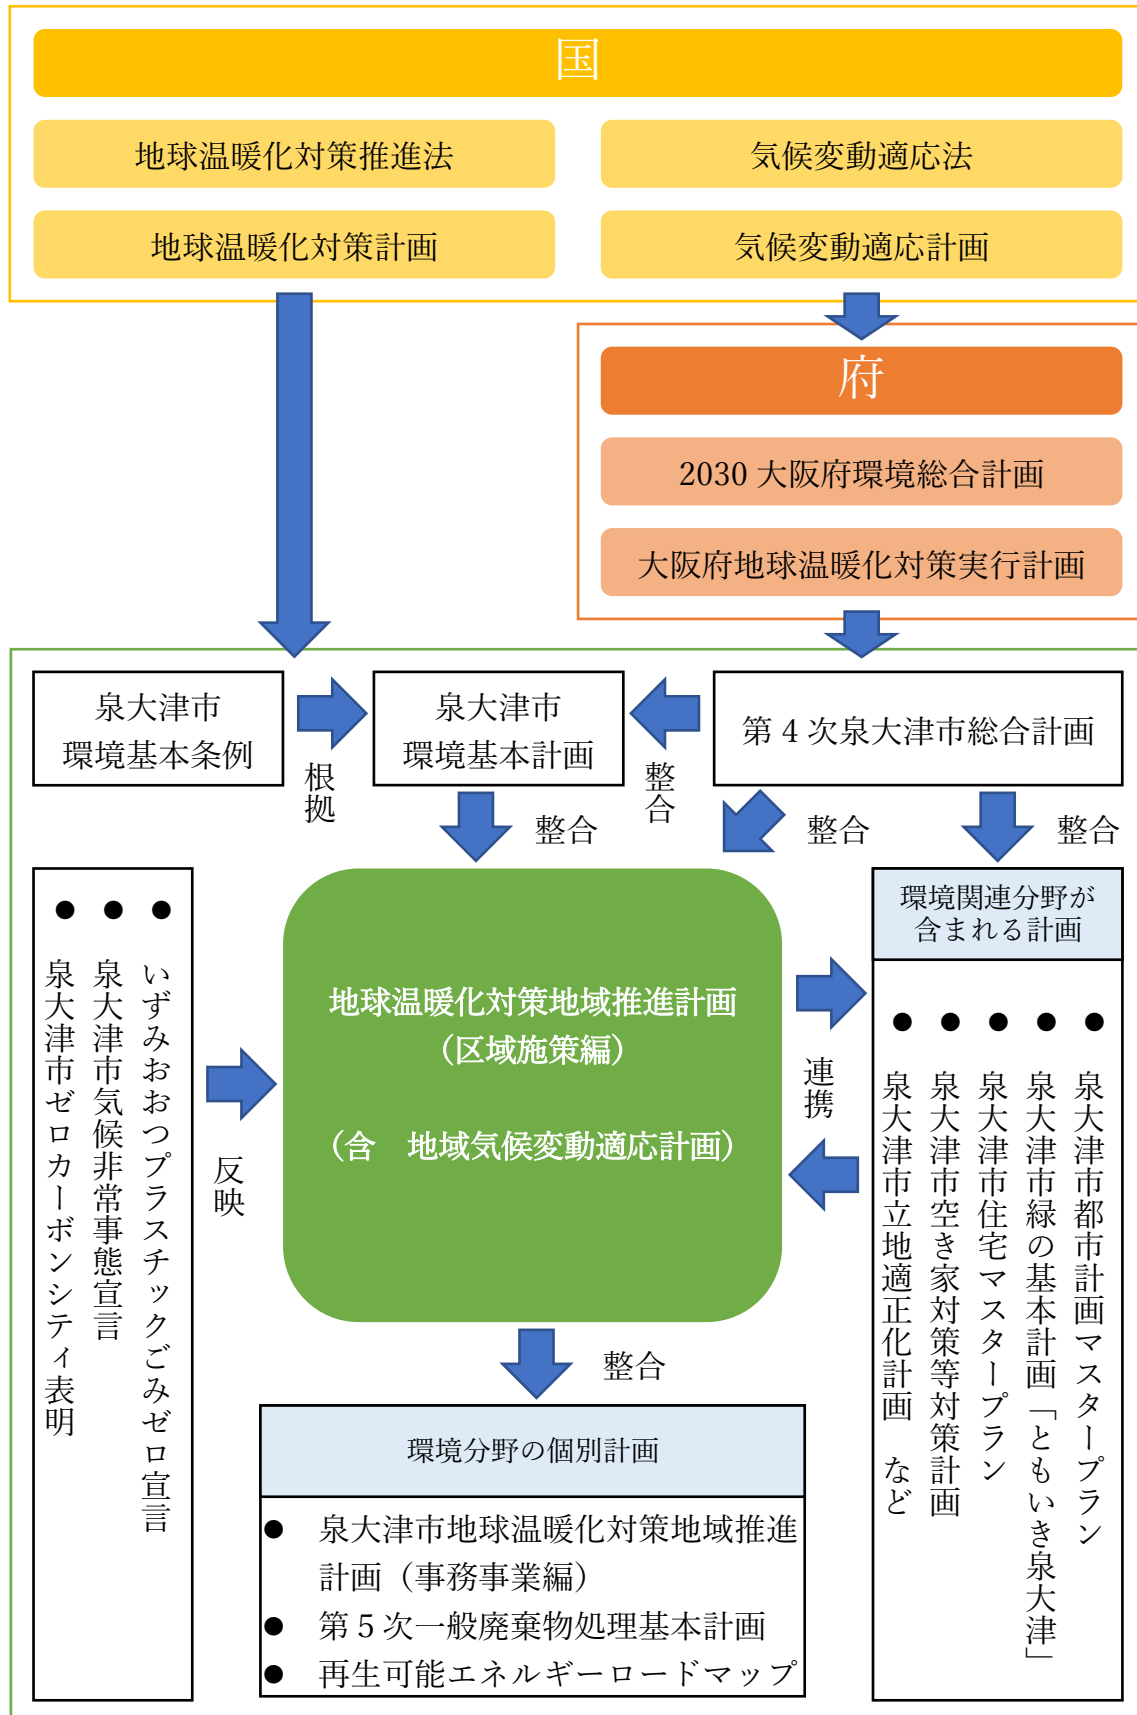 国
地球温暖化対策推進法
気候変動適応法
地球温暖化対策計画
気候変動適応計画
府
2030 大阪府環境総合計画
大阪府地球温暖化対策実行計画
泉大津市
環境基本条例
根拠
泉大津市
環境基本計画
整合
第 4 次泉大津市総合計画
整合
整合
整合
● いずみおおつプラスチックごみゼロ宣言
● 泉大津市気候非常事態宣言
● 泉大津市ゼロカーボンシティ表明
反映
地球温暖化対策地域推進計画
（区域施策編）
（含　地域気候変動適応計画）
連携
環境関連分野が
含まれる計画
● 泉大津市都市計画マスタープラン
● 泉大津市緑の基本計画「ともいき泉大津」
● 泉大津市住宅マスタープラン
● 泉大津市空き家対策等対策計画
● 泉大津市立地適正化計画　など
整合
環境分野の個別計画
● 泉大津市地球温暖化対策地域推進
計画（事務事業編）
● 第 5 次一般廃棄物処理基本計画
● 再生可能エネルギーロードマップ